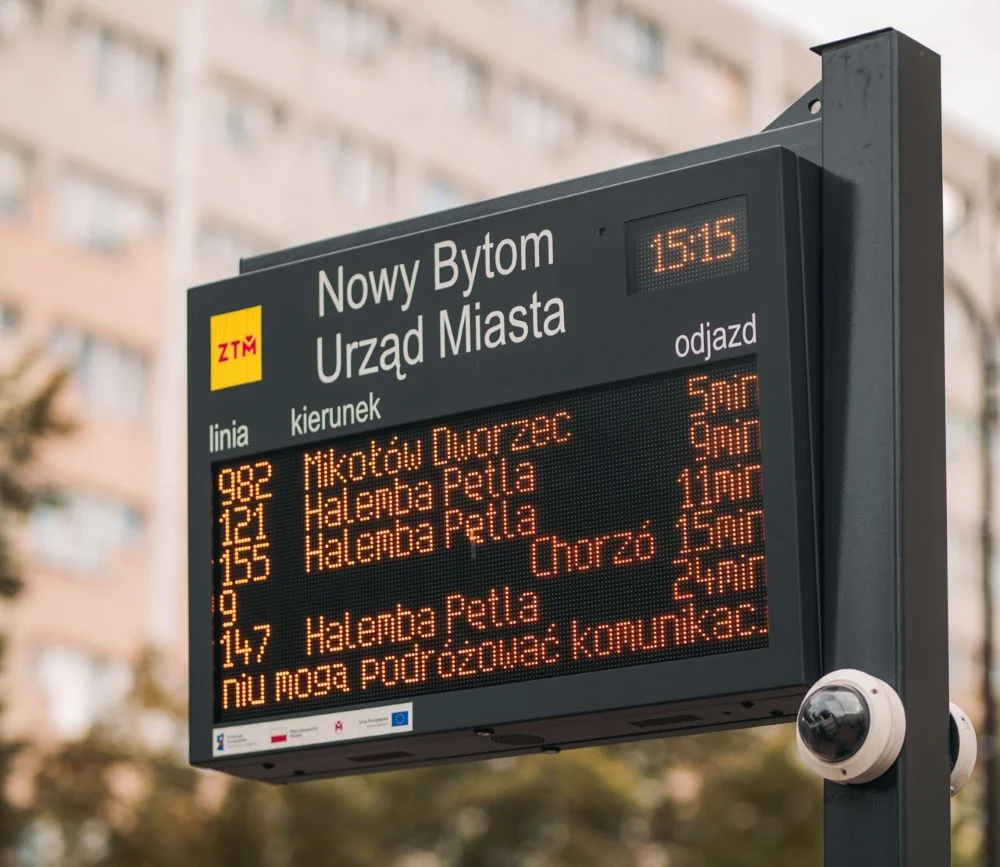 15:15
Nowy Bytom
Urząd Miasta
ZTM
odjazd
linia kierunek
982 Mikołów Dworzec 5min
121 Halemba Pętla 9min
155 Halemba Pętla 11min
9 Chorzó 15min
147 Halemba Pętla 24min
niu mogą podróżować komunikac